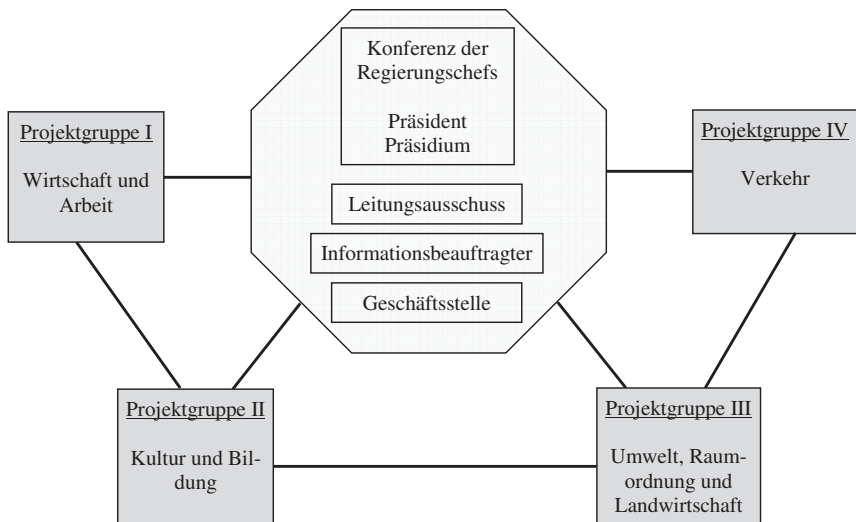 Konferenz der
Regierungschefs
Präsident
Präsidium
Leitungsausschuss
Informationsbeauftragter
Geschäftsstelle
Projektgruppe I
Wirtschaft und
Arbeit
Projektgruppe IV
Verkehr
Projektgruppe II
Kultur und Bil-
dung
Projektgruppe III
Umwelt, Raum-
ordnung und
Landwirtschaft